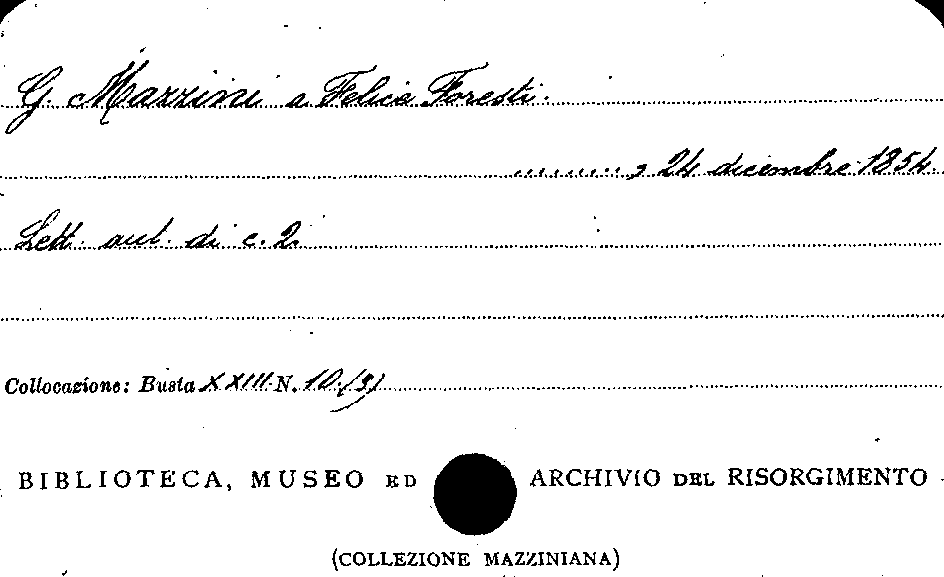 G. Mazzini a Felice Foresti.
........, 24 dicembre 1854.
Lett. aut. di c. 2.
Collocazione: Busta XXIII N. 10 (3)
BIBLIOTECA, MUSEO ED ARCHIVIO DEL RISORGIMENTO
(COLLEZIONE MAZZINIANA)